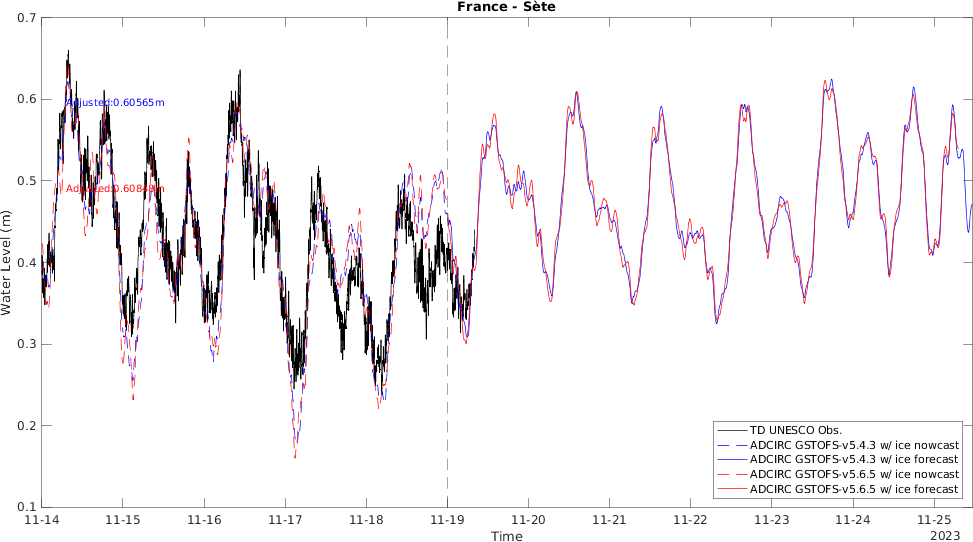 France - Sète
0.7
0.6
0.5
0.4
0.3
0.2
0.1
Water Level (m)
Adjusted:0.60565m
Adjusted:0.60848m
TD UNESCO Obs.
ADCIRC GSTOFS-v5.4.3 w/ ice nowcast
ADCIRC GSTOFS-v5.4.3 w/ ice forecast
ADCIRC GSTOFS-v5.6.5 w/ ice nowcast
ADCIRC GSTOFS-v5.6.5 w/ ice forecast
11-14 11-15 11-16 11-17 11-18 11-19 11-20 11-21 11-22 11-23 11-24 11-25
Time
2023